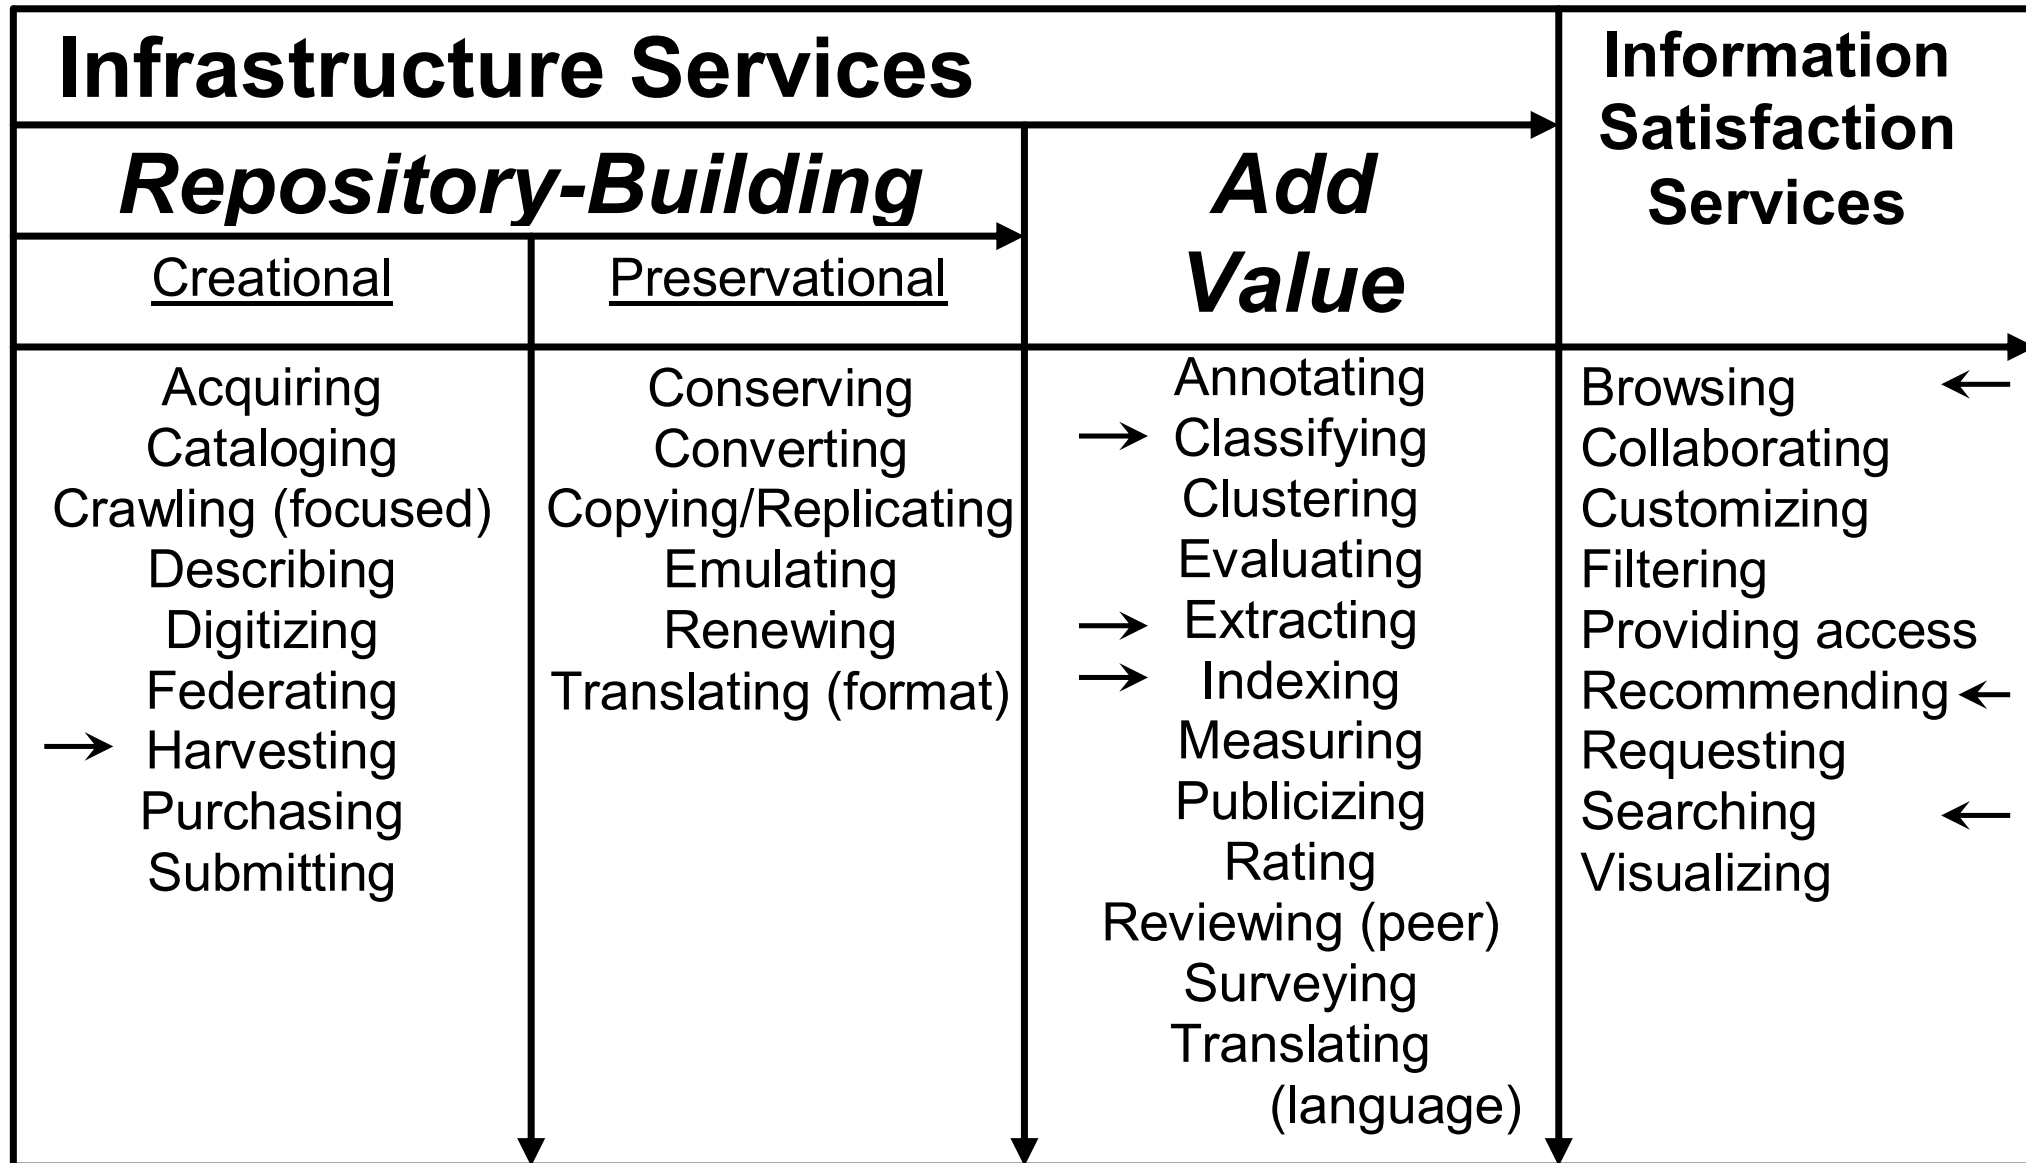 Infrastructure Services
Information
Satisfaction
Services
Repository-Building
Add
Value
Creational
Preservational
Acquiring
Cataloging
Crawling (focused)
Describing
Digitizing
Federating
Harvesting
Purchasing
Submitting
Conserving
Converting
Copying/Replicating
Emulating
Renewing
Translating (format)
Annotating
Classifying
Clustering
Evaluating
Extracting
Indexing
Measuring
Publicizing
Rating
Reviewing (peer)
Surveying
Translating
(language)
Browsing
Collaborating
Customizing
Filtering
Providing access
Recommending
Requesting
Searching
Visualizing